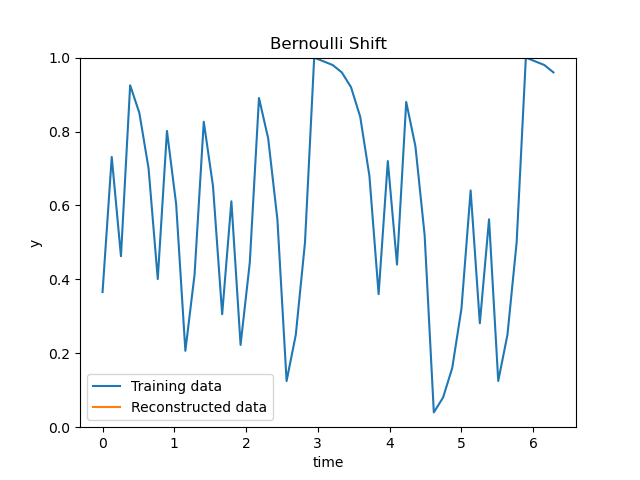 Bernoulli Shift
1.0
0.8
0.6
0.4
0.2
0.0
y
Training data
Reconstructed data
0 1 2 3 4 5 6
time